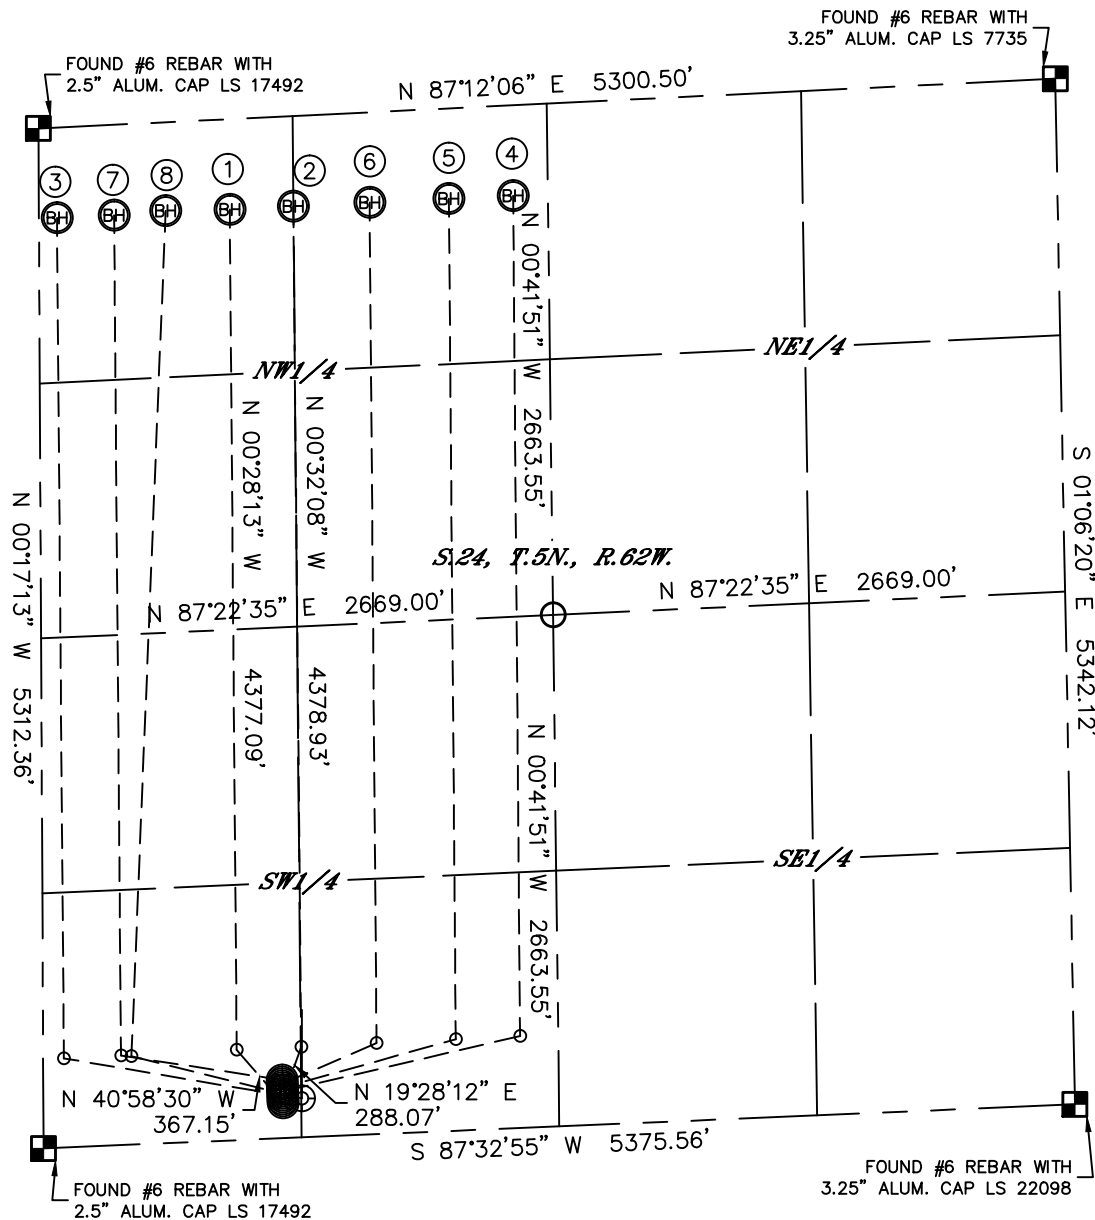 FOUND #6 REBAR WITH
3.25" ALUM. CAP LS 7735
FOUND #6 REBAR WITH
2.5" ALUM. CAP LS 17492
N 87°12'06" E 5300.50'
3
7
8
1
2
6
5
4
BH
BH
BH
BH
BH
BH
BH
BH
N 00°41'51" W 2663.55'
NW1/4
NE1/4
N 00°28'13" W 4377.09'
N 00°32'08" W 4378.93'
N 00°17'13" W 5312.36'
S 01°06'20" E 5342.12'
S.24, T.5N., R.62W.
N 87°22'35" E 2669.00'
N 87°22'35" E 2669.00'
N 00°41'51" W 2663.55'
SW1/4
SE1/4
N 40°58'30" W
367.15'
N 19°28'12" E
288.07'
S 87°32'55" W 5375.56'
FOUND #6 REBAR WITH
2.5" ALUM. CAP LS 17492
FOUND #6 REBAR WITH
3.25" ALUM. CAP LS 22098